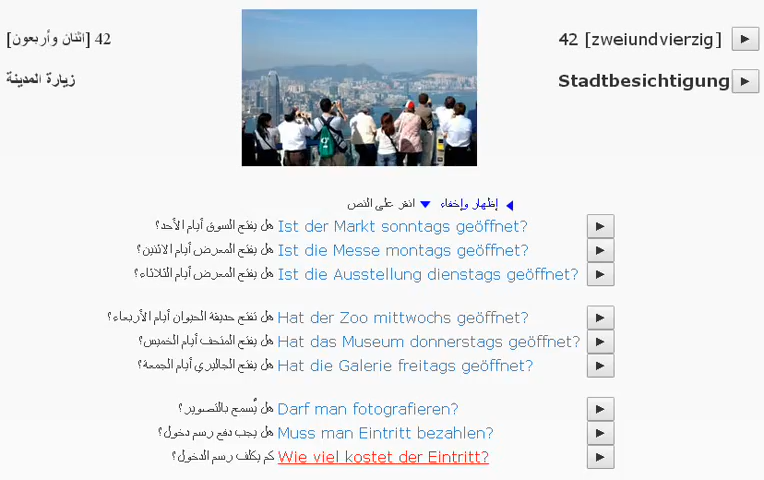 42 [اثنان وأربعون]
42 [zweiundvierzig]
زيارة المدينة
Stadtbesichtigung
إظهار وإخفاء انقر على النص
هل يفتح السوق أيام الأحد؟ Ist der Markt sonntags geöffnet?
هل يفتح المعرض أيام الاثنين؟ Ist die Messe montags geöffnet?
هل يفتح المعرض أيام الثلاثاء؟ Ist die Ausstellung dienstags geöffnet?
هل تفتح حديقة الحيوان أيام الأربعاء؟ Hat der Zoo mittwochs geöffnet?
هل يفتح المتحف أيام الخميس؟ Hat das Museum donnerstags geöffnet?
هل يفتح الجاليري أيام الجمعة؟ Hat die Galerie freitags geöffnet?
هل يُسمح بالتصوير؟ Darf man fotografieren?
هل يجب دفع رسم دخول؟ Muss man Eintritt bezahlen?
كم يكلف رسم الدخول؟ Wie viel kostet der Eintritt?